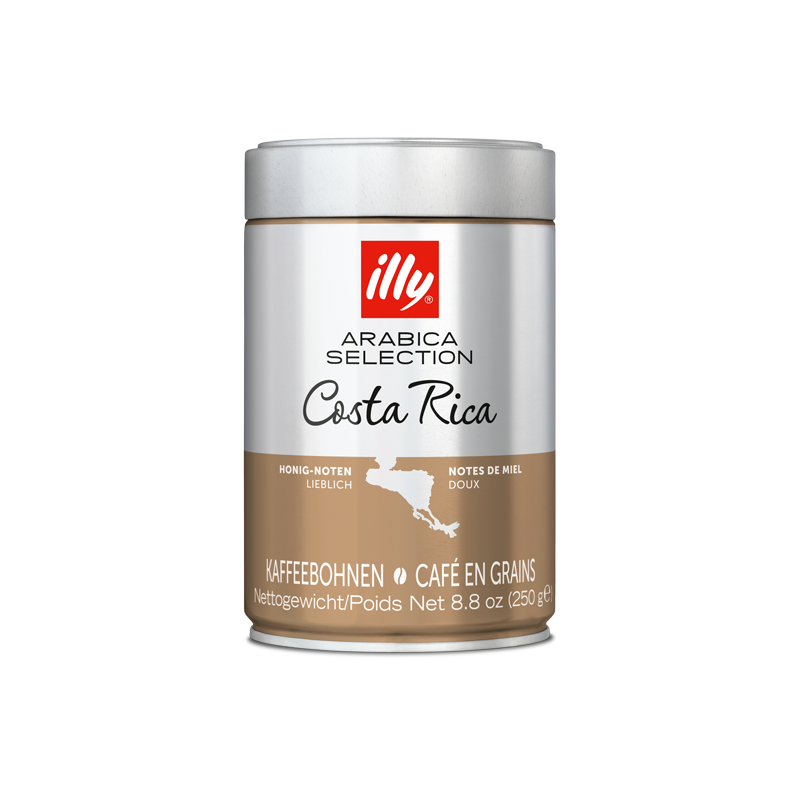 illy®
ARABICA
SELECTION
Costa Rica
HONIG-NOTEN
LIEBLICH
NOTES DE MIEL
DOUX
KAFFEEBOHNEN CAFÉ EN GRAINS
Nettogewicht/Poids Net 8.8 oz (250 g℮)